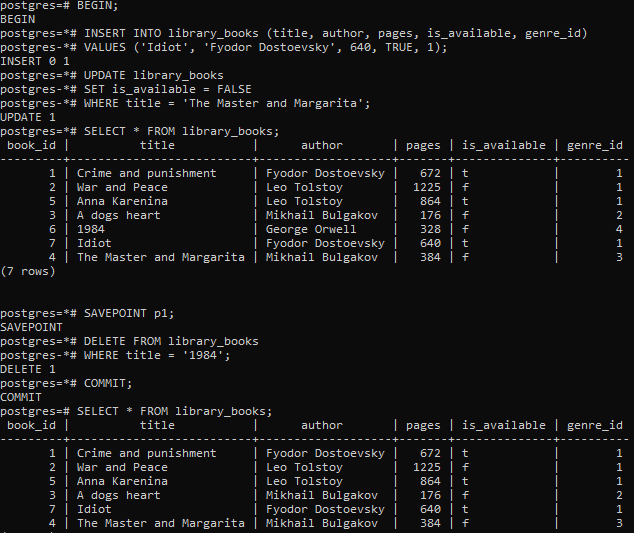 postgres=# BEGIN;
BEGIN
postgres=*# INSERT INTO library_books (title, author, pages, is_available, genre_id)
postgres-*# VALUES ('Idiot', 'Fyodor Dostoevsky', 640, TRUE, 1);
INSERT 0 1
postgres=*# UPDATE library_books
postgres-*# SET is_available = FALSE
postgres-*# WHERE title = 'The Master and Margarita';
UPDATE 1
postgres=*# SELECT * FROM library_books;
 book_id |          title           |      author       | pages | is_available | genre_id
---------+--------------------------+-------------------+-------+--------------+----------
       1 | Crime and punishment     | Fyodor Dostoevsky |   672 | t            |        1
       2 | War and Peace            | Leo Tolstoy       |  1225 | f            |        1
       5 | Anna Karenina            | Leo Tolstoy       |   864 | t            |        1
       3 | A dogs heart             | Mikhail Bulgakov  |   176 | f            |        2
       6 | 1984                     | George Orwell     |   328 | f            |        4
       7 | Idiot                    | Fyodor Dostoevsky |   640 | t            |        1
       4 | The Master and Margarita | Mikhail Bulgakov  |   384 | f            |        3
(7 rows)
postgres=*# SAVEPOINT p1;
SAVEPOINT
postgres=*# DELETE FROM library_books
postgres-*# WHERE title = '1984';
DELETE 1
postgres=*# COMMIT;
COMMIT
postgres=# SELECT * FROM library_books;
 book_id |          title           |      author       | pages | is_available | genre_id
---------+--------------------------+-------------------+-------+--------------+----------
       1 | Crime and punishment     | Fyodor Dostoevsky |   672 | t            |        1
       2 | War and Peace            | Leo Tolstoy       |  1225 | f            |        1
       5 | Anna Karenina            | Leo Tolstoy       |   864 | t            |        1
       3 | A dogs heart             | Mikhail Bulgakov  |   176 | f            |        2
       7 | Idiot                    | Fyodor Dostoevsky |   640 | t            |        1
       4 | The Master and Margarita | Mikhail Bulgakov  |   384 | f            |        3